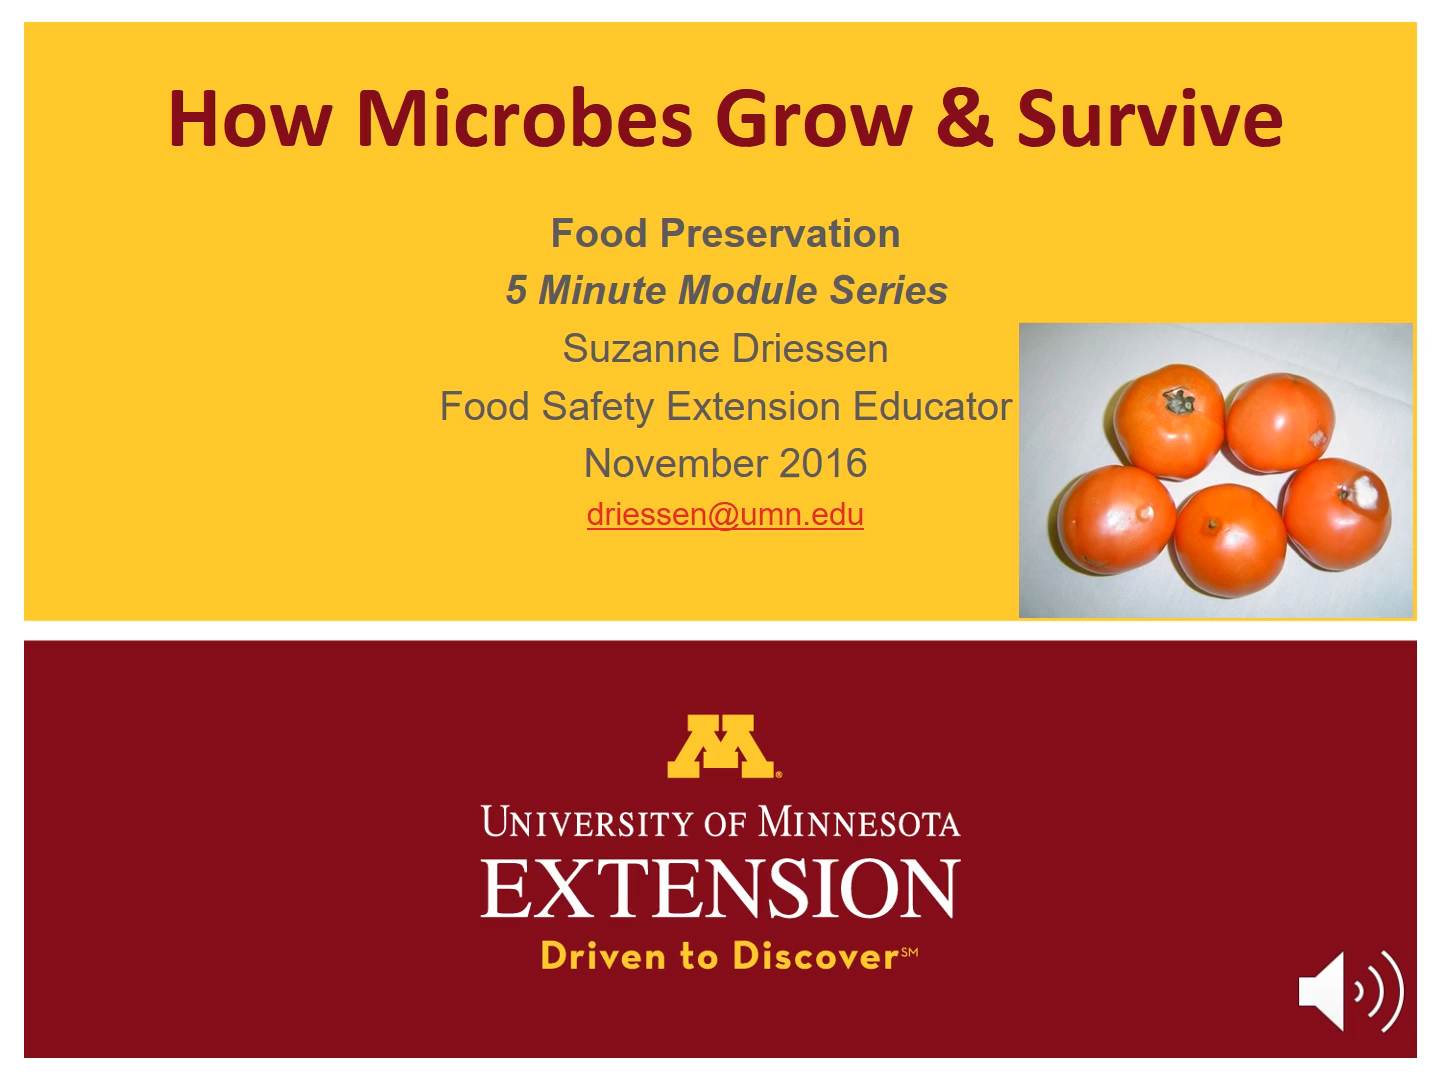 How Microbes Grow & Survive
Food Preservation
5 Minute Module Series
Suzanne Driessen
Food Safety Extension Educator
November 2016
driessen@umn.edu
M®
UNIVERSITY OF MINNESOTA
EXTENSION
Driven to Discover℠